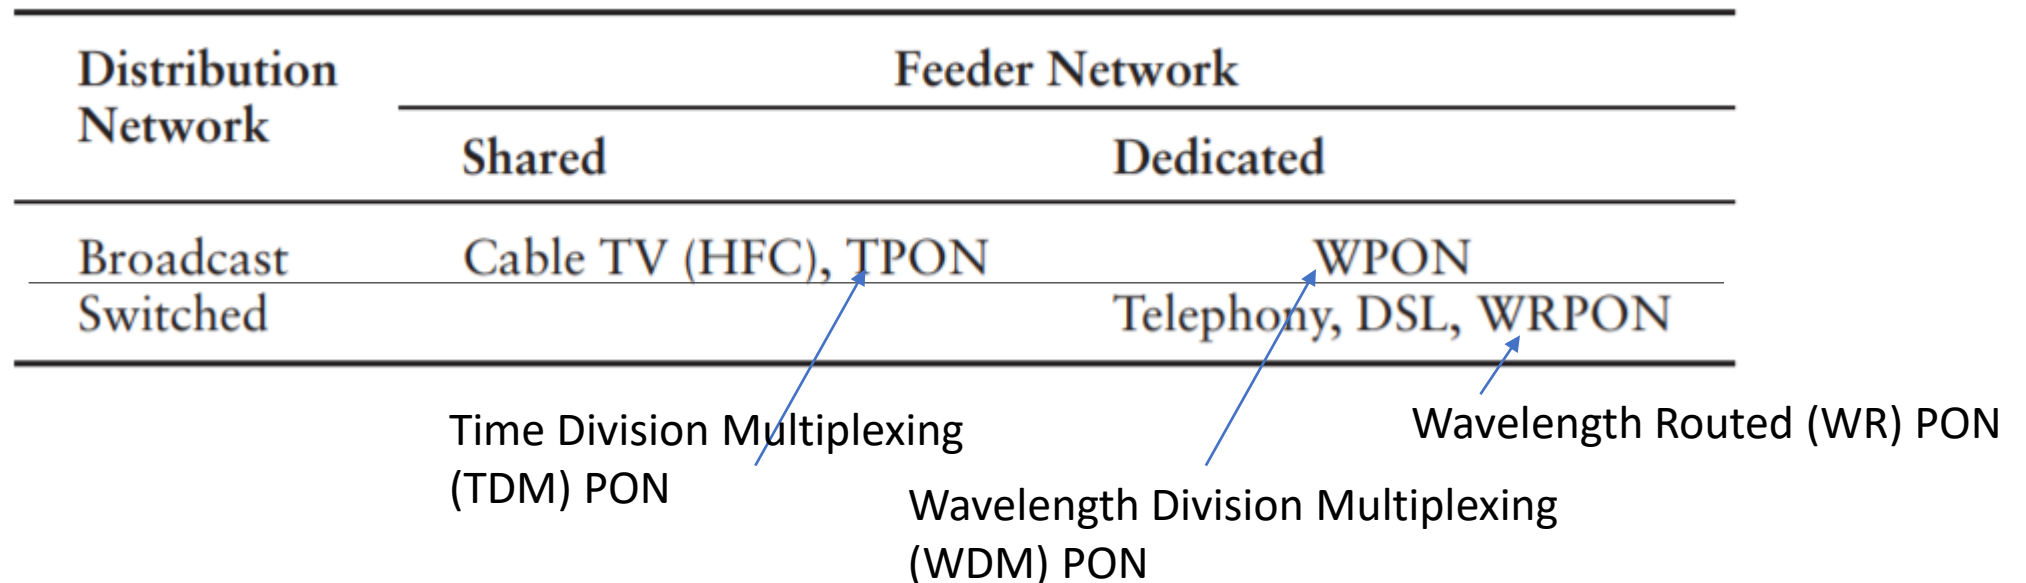 Distribution Network
Feeder Network
Shared Dedicated
Broadcast Cable TV (HFC), TPON WPON
Switched Telephony, DSL, WRPON
Time Division Multiplexing
(TDM) PON
Wavelength Routed (WR) PON
Wavelength Division Multiplexing
(WDM) PON